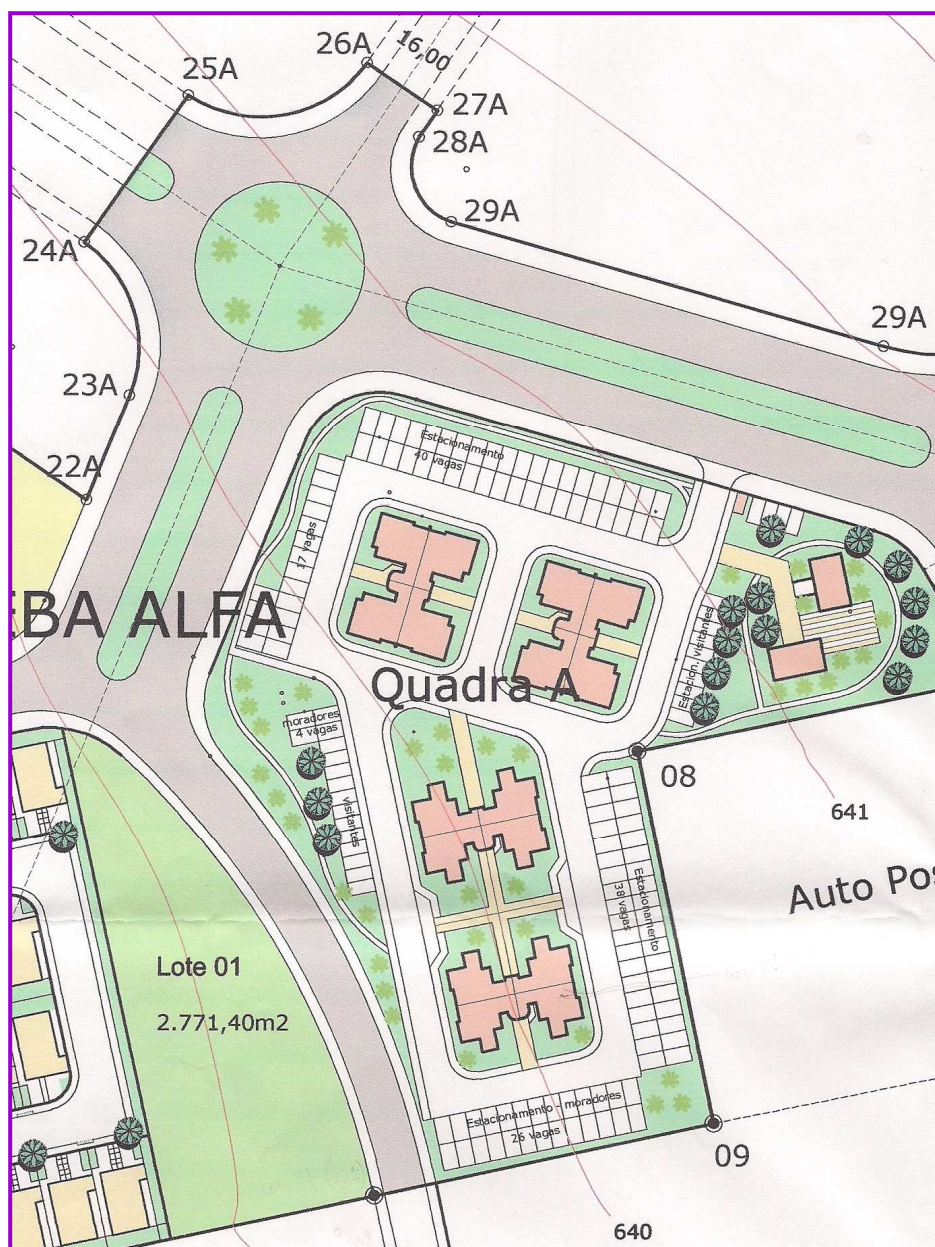 26A
16,00
25A
27A
28A
29A
24A
29A
23A
Estacionamento
40 vagas
22A
17 vagas
EBA ALFA
Estacion. visitantes
Quadra A
moradores
4 vagas
08
visitantes
641
Estacionamento
38 vagas
Auto Pos
Lote 01
2.771,40m2
Estacionamento - moradores
26 vagas
09
640